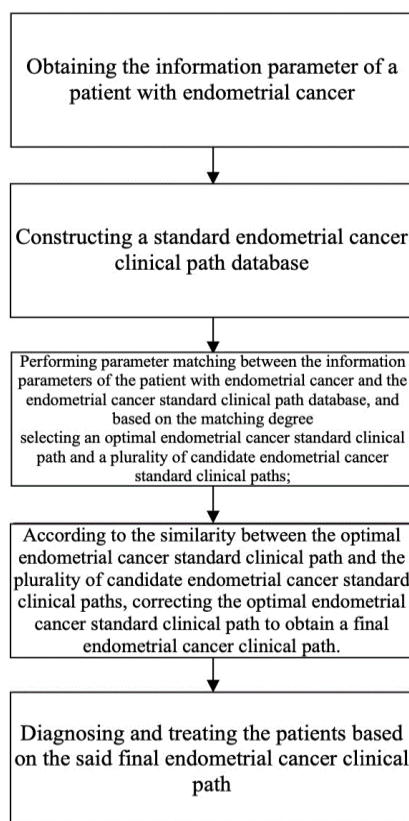 Obtaining the information parameter of a
patient with endometrial cancer
Constructing a standard endometrial cancer
clinical path database
Performing parameter matching between the information
parameters of the patient with endometrial cancer and the
endometrial cancer standard clinical path database, and
based on the matching degree
selecting an optimal endometrial cancer standard clinical
path and a plurality of candidate endometrial cancer
standard clinical paths;
According to the similarity between the optimal
endometrial cancer standard clinical path and the
plurality of candidate endometrial cancer standard
clinical paths, correcting the optimal endometrial
cancer standard clinical path to obtain a final
endometrial cancer clinical path.
Diagnosing and treating the patients based
on the said final endometrial cancer clinical
path